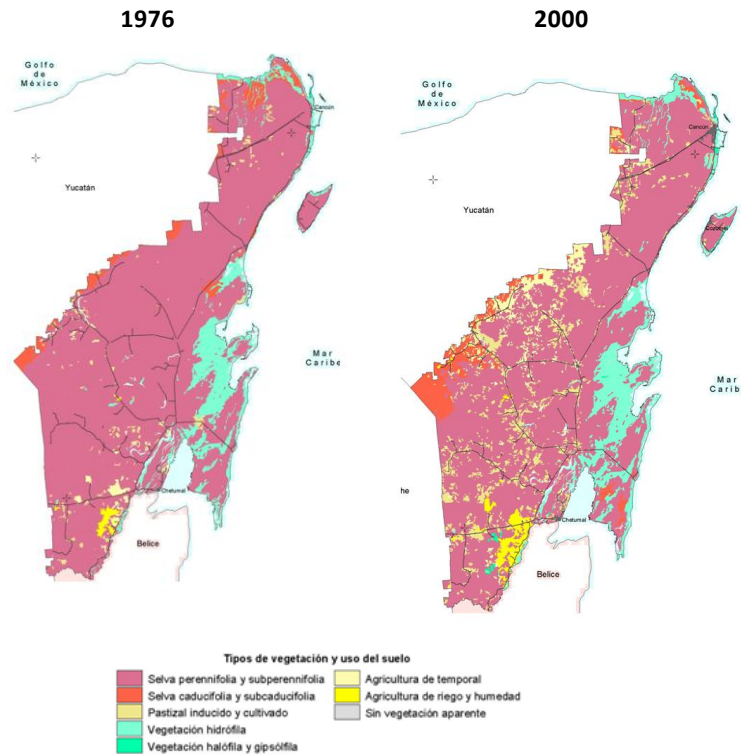 1976
2000
Golfo
de
México
Cancún
Yucatán
Mar
Caribe
Chetumal
Belice
Golfo
de
México
Cancún
Yucatán
Cozumel
Mar
Carib
he
Chetumal
Belice
Tipos de vegetación y uso del suelo
Selva perennifolia y subperennifolia
Selva caducifolia y subcaducifolia
Pastizal inducido y cultivado
Vegetación hidrófila
Vegetación halófila y gipsófila
Agricultura de temporal
Agricultura de riego y humedad
Sin vegetación aparente